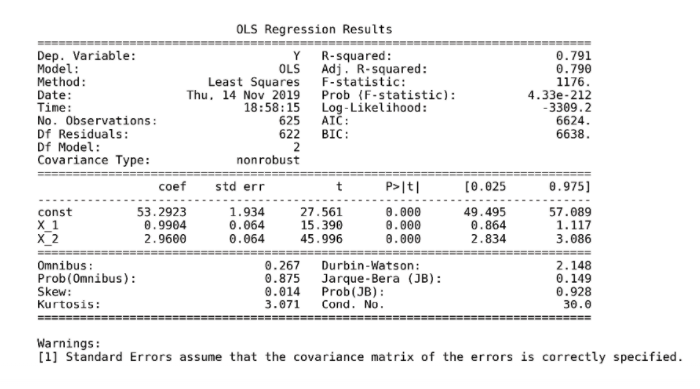 OLS Regression Results
==============================================================================
Dep. Variable: Y R-squared: 0.791
Model: OLS Adj. R-squared: 0.790
Method: Least Squares F-statistic: 1176.
Date: Thu, 14 Nov 2019 Prob (F-statistic): 4.33e-212
Time: 18:58:15 Log-Likelihood: -3309.2
No. Observations: 625 AIC: 6624.
Df Residuals: 622 BIC: 6638.
Df Model: 2
Covariance Type: nonrobust
==============================================================================
coef std err t P>|t| [0.025 0.975]
------------------------------------------------------------------------------
const 53.2923 1.934 27.561 0.000 49.495 57.089
X_1 0.9904 0.064 15.390 0.000 0.864 1.117
X_2 2.9600 0.064 45.996 0.000 2.834 3.086
==============================================================================
Omnibus: 0.267 Durbin-Watson: 2.148
Prob(Omnibus): 0.875 Jarque-Bera (JB): 0.149
Skew: 0.014 Prob(JB): 0.928
Kurtosis: 3.071 Cond. No. 30.0
==============================================================================
Warnings:
[1] Standard Errors assume that the covariance matrix of the errors is correctly specified.